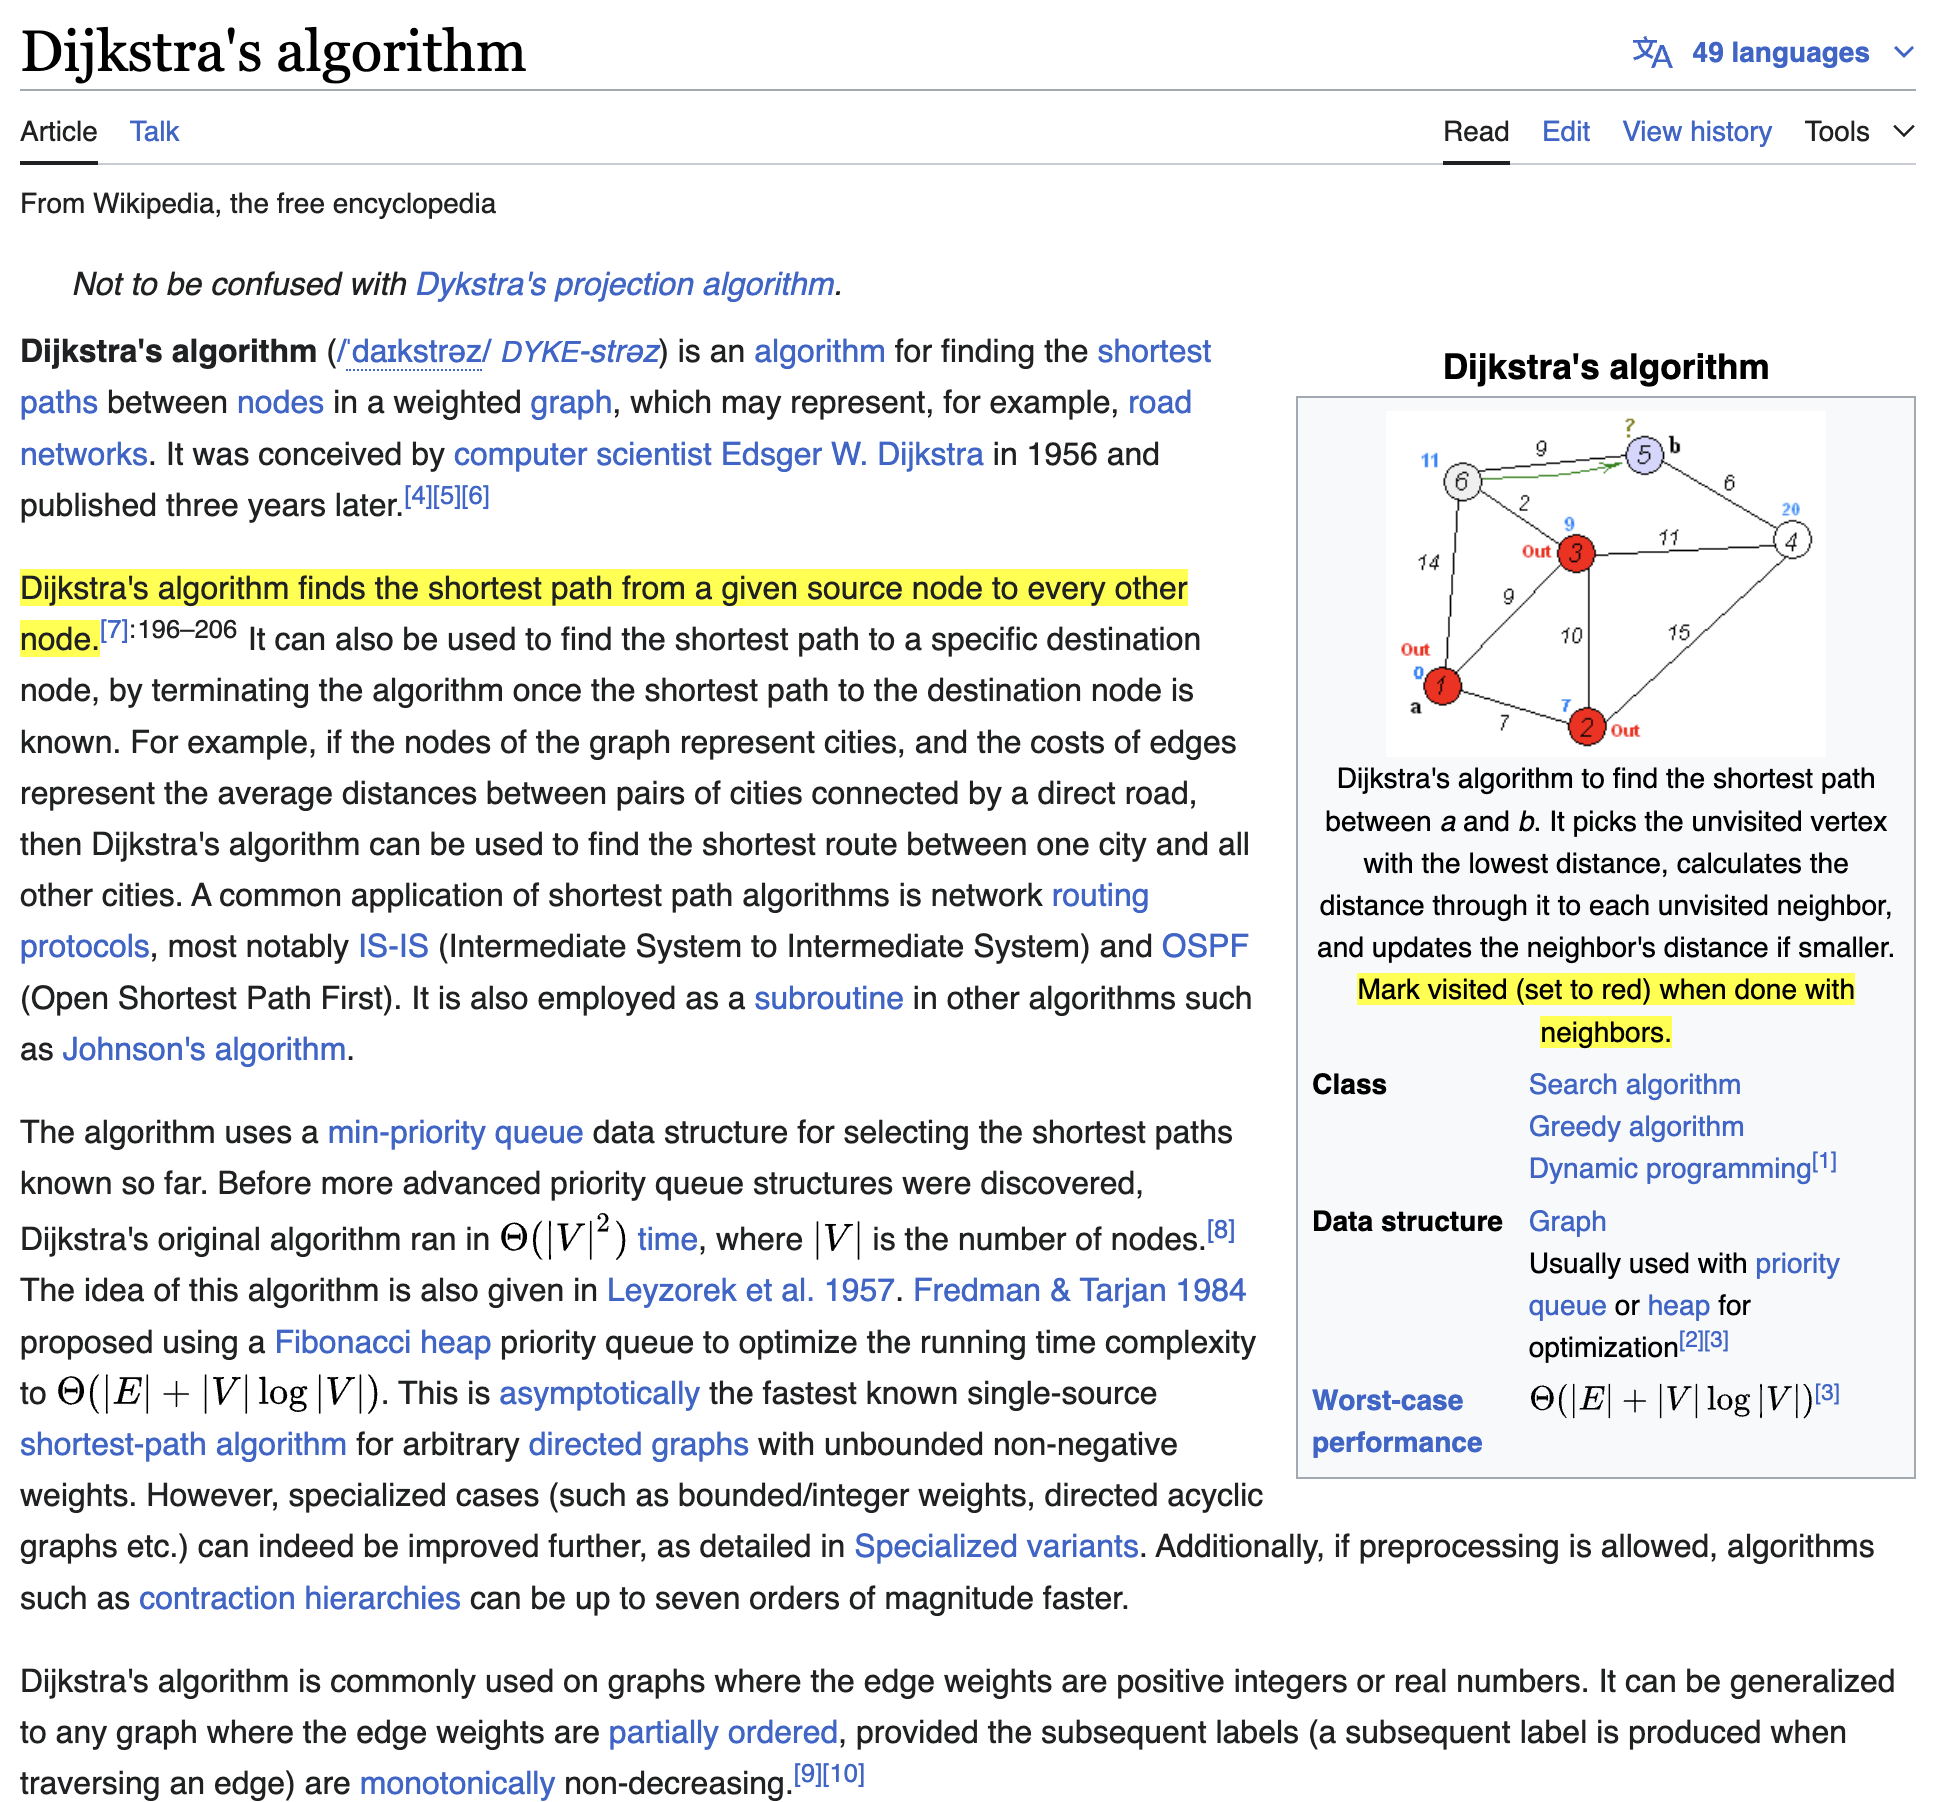 Dijkstra's algorithm
49 languages
Article Talk
Read Edit View history Tools
From Wikipedia, the free encyclopedia
Not to be confused with Dykstra's projection algorithm.
Dijkstra's algorithm (/ˈdaɪkstrəz/ DYKE-strəz) is an algorithm for finding the shortest
paths between nodes in a weighted graph, which may represent, for example, road
networks. It was conceived by computer scientist Edsger W. Dijkstra in 1956 and
published three years later.[4][5][6]
Dijkstra's algorithm finds the shortest path from a given source node to every other
node.[7]:196–206 It can also be used to find the shortest path to a specific destination
node, by terminating the algorithm once the shortest path to the destination node is
known. For example, if the nodes of the graph represent cities, and the costs of edges
represent the average distances between pairs of cities connected by a direct road,
then Dijkstra's algorithm can be used to find the shortest route between one city and all
other cities. A common application of shortest path algorithms is network routing
protocols, most notably IS-IS (Intermediate System to Intermediate System) and OSPF
(Open Shortest Path First). It is also employed as a subroutine in other algorithms such
as Johnson's algorithm.
The algorithm uses a min-priority queue data structure for selecting the shortest paths
known so far. Before more advanced priority queue structures were discovered,
Dijkstra's original algorithm ran in Θ(|V|²) time, where |V| is the number of nodes.[8]
The idea of this algorithm is also given in Leyzorek et al. 1957. Fredman & Tarjan 1984
proposed using a Fibonacci heap priority queue to optimize the running time complexity
to Θ(|E| + |V| log |V|). This is asymptotically the fastest known single-source
shortest-path algorithm for arbitrary directed graphs with unbounded non-negative
weights. However, specialized cases (such as bounded/integer weights, directed acyclic
graphs etc.) can indeed be improved further, as detailed in Specialized variants. Additionally, if preprocessing is allowed, algorithms
such as contraction hierarchies can be up to seven orders of magnitude faster.
Dijkstra's algorithm is commonly used on graphs where the edge weights are positive integers or real numbers. It can be generalized
to any graph where the edge weights are partially ordered, provided the subsequent labels (a subsequent label is produced when
traversing an edge) are monotonically non-decreasing.[9][10]
Dijkstra's algorithm
?
9 5 b
11
6
6
2
9 20
Out 3 11 4
14
9
10 15
Out
0 1
a
7
7 2 Out
Dijkstra's algorithm to find the shortest path
between a and b. It picks the unvisited vertex
with the lowest distance, calculates the
distance through it to each unvisited neighbor,
and updates the neighbor's distance if smaller.
Mark visited (set to red) when done with
neighbors.
Class Search algorithm
Greedy algorithm
Dynamic programming[1]
Data structure Graph
Usually used with priority
queue or heap for
optimization[2][3]
Worst-case Θ(|E| + |V| log |V|)[3]
performance